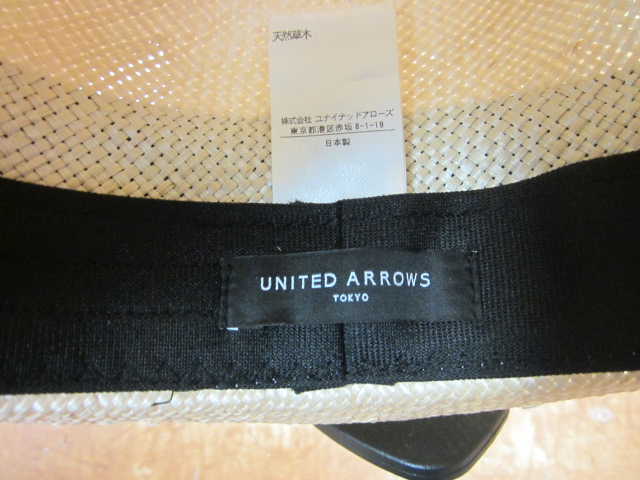 天然草木
株式会社 ユナイテッドアローズ
東京都港区赤坂8-1-19
日本製
UNITED ARROWS
TOKYO